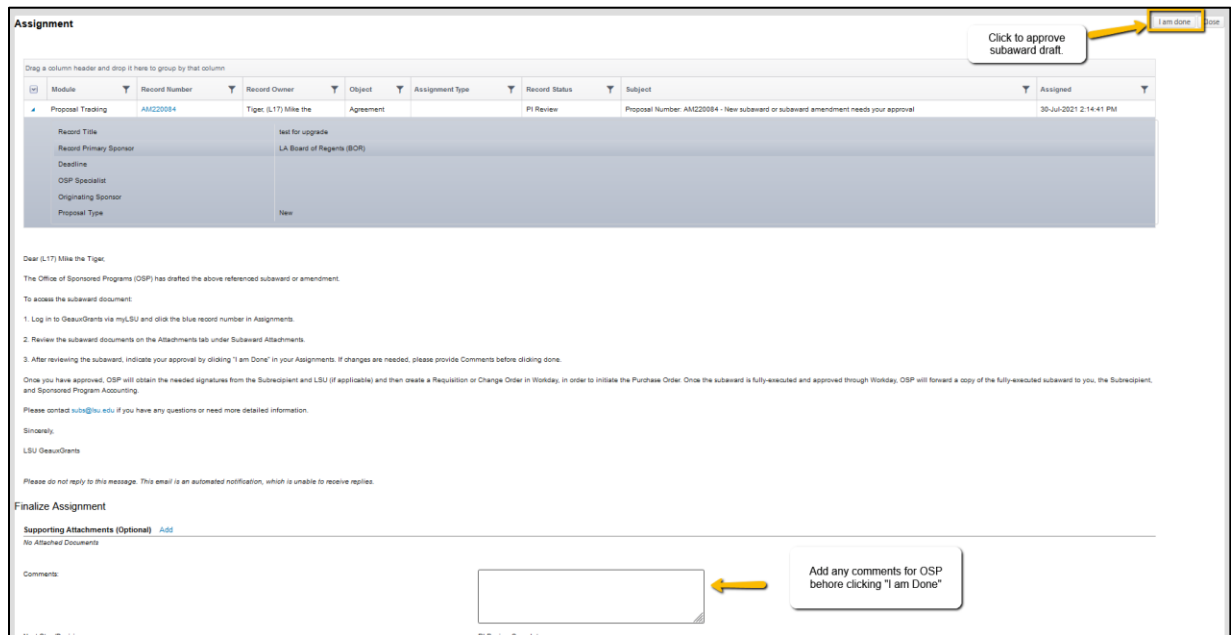 Assignment
I am done
Close
Click to approve
subaward draft.
Drag a column header and drop it here to group by that column
Module Record Number Record Owner Object Assignment Type Record Status Subject Assigned
Proposal Tracking AM220084 Tiger, (L17) Mike the Agreement PI Review Proposal Number: AM220084 - New subaward or subaward amendment needs your approval 30-Jul-2021 2:14:41 PM
Record Title test for upgrade
Record Primary Sponsor LA Board of Regents (BOR)
Deadline
OSP Specialist
Originating Sponsor
Proposal Type New
Dear (L17) Mike the Tiger,
The Office of Sponsored Programs (OSP) has drafted the above referenced subaward or amendment.
To access the subaward document:
1. Log in to GeauxGrants via myLSU and click the blue record number in Assignments.
2. Review the subaward documents on the Attachments tab under Subaward Attachments.
3. After reviewing the subaward, indicate your approval by clicking "I am Done" in your Assignments. If changes are needed, please provide Comments before clicking done.
Once you have approved, OSP will obtain the needed signatures from the Subrecipient and LSU (if applicable) and then create a Requisition or Change Order in Workday, in order to initiate the Purchase Order. Once the subaward is fully-executed and approved through Workday, OSP will forward a copy of the fully-executed subaward to you, the Subrecipient,
and Sponsored Program Accounting.
Please contact subs@lsu.edu if you have any questions or need more detailed information.
Sincerely,
LSU GeauxGrants
Please do not reply to this message. This email is an automated notification, which is unable to receive replies.
Finalize Assignment
Supporting Attachments (Optional) Add
No Attached Documents
Comments:
Add any comments for OSP
behore clicking "I am Done"